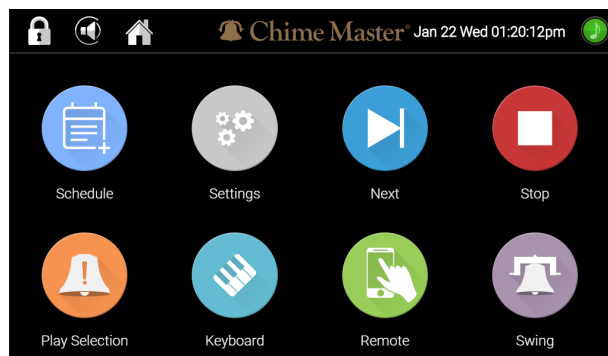 Chime Master® Jan 22 Wed 01:20:12pm
Schedule Settings Next Stop
Play Selection Keyboard Remote Swing